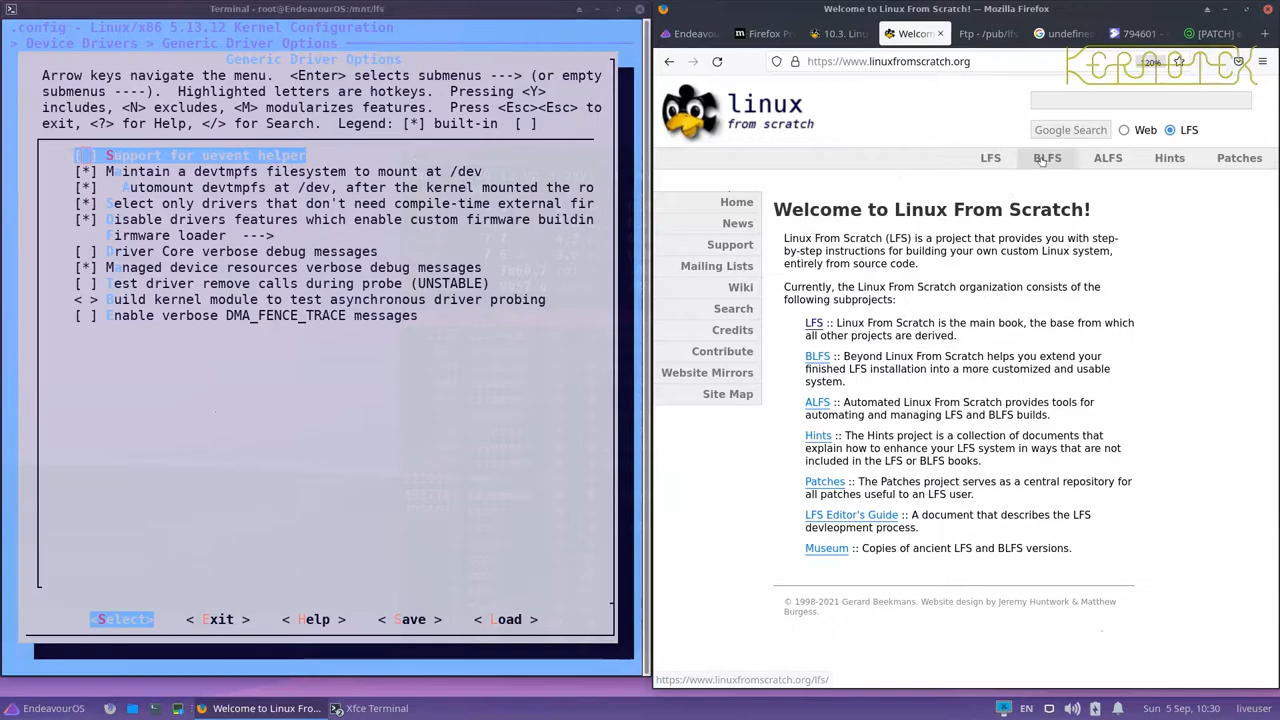 Terminal - root@EndeavourOS:/mnt/lfs
.config - Linux/x86 5.13.12 Kernel Configuration
> Device Drivers > Generic Driver Options
Generic Driver Options
Arrow keys navigate the menu. <Enter> selects submenus ---> (or empty
submenus ----). Highlighted letters are hotkeys. Pressing <Y>
includes, <N> excludes, <M> modularizes features. Press <Esc><Esc> to
exit, <?> for Help, </> for Search. Legend: [*] built-in [ ]
[ ] Support for uevent helper
[*] Maintain a devtmpfs filesystem to mount at /dev
[*] Automount devtmpfs at /dev, after the kernel mounted the ro
[*] Select only drivers that don't need compile-time external fir
[*] Disable drivers features which enable custom firmware buildin
Firmware loader --->
[ ] Driver Core verbose debug messages
[*] Managed device resources verbose debug messages
[ ] Test driver remove calls during probe (UNSTABLE)
< > Build kernel module to test asynchronous driver probing
[ ] Enable verbose DMA_FENCE_TRACE messages
<Select> < Exit > < Help > < Save > < Load >
Welcome to Linux From Scratch! — Mozilla Firefox
Endeavou
Firefox Pr
10.3. Lin
Welcom
Ftp - /pub/lfs
undefined
794601 -
[PATCH] e
https://www.linuxfromscratch.org
120%
KERNOTEX
linux
from scratch
Google Search
Web
LFS
LFS BLFS ALFS Hints Patches
Home
News
Support
Mailing Lists
Wiki
Search
Credits
Contribute
Website Mirrors
Site Map
Welcome to Linux From Scratch!
Linux From Scratch (LFS) is a project that provides you with step-
by-step instructions for building your own custom Linux system,
entirely from source code.
Currently, the Linux From Scratch organization consists of the
following subprojects:
LFS :: Linux From Scratch is the main book, the base from which
all other projects are derived.
BLFS :: Beyond Linux From Scratch helps you extend your
finished LFS installation into a more customized and usable
system.
ALFS :: Automated Linux From Scratch provides tools for
automating and managing LFS and BLFS builds.
Hints :: The Hints project is a collection of documents that
explain how to enhance your LFS system in ways that are not
included in the LFS or BLFS books.
Patches :: The Patches project serves as a central repository for
all patches useful to an LFS user.
LFS Editor's Guide :: A document that describes the LFS
devleopment process.
Museum :: Copies of ancient LFS and BLFS versions.
© 1998-2021 Gerard Beekmans. Website design by Jeremy Huntwork & Matthew
Burgess.
https://www.linuxfromscratch.org/lfs/
EndeavourOS
Welcome to Linux Fro...
Xfce Terminal
EN
Sun 5 Sep, 10:30
liveuser